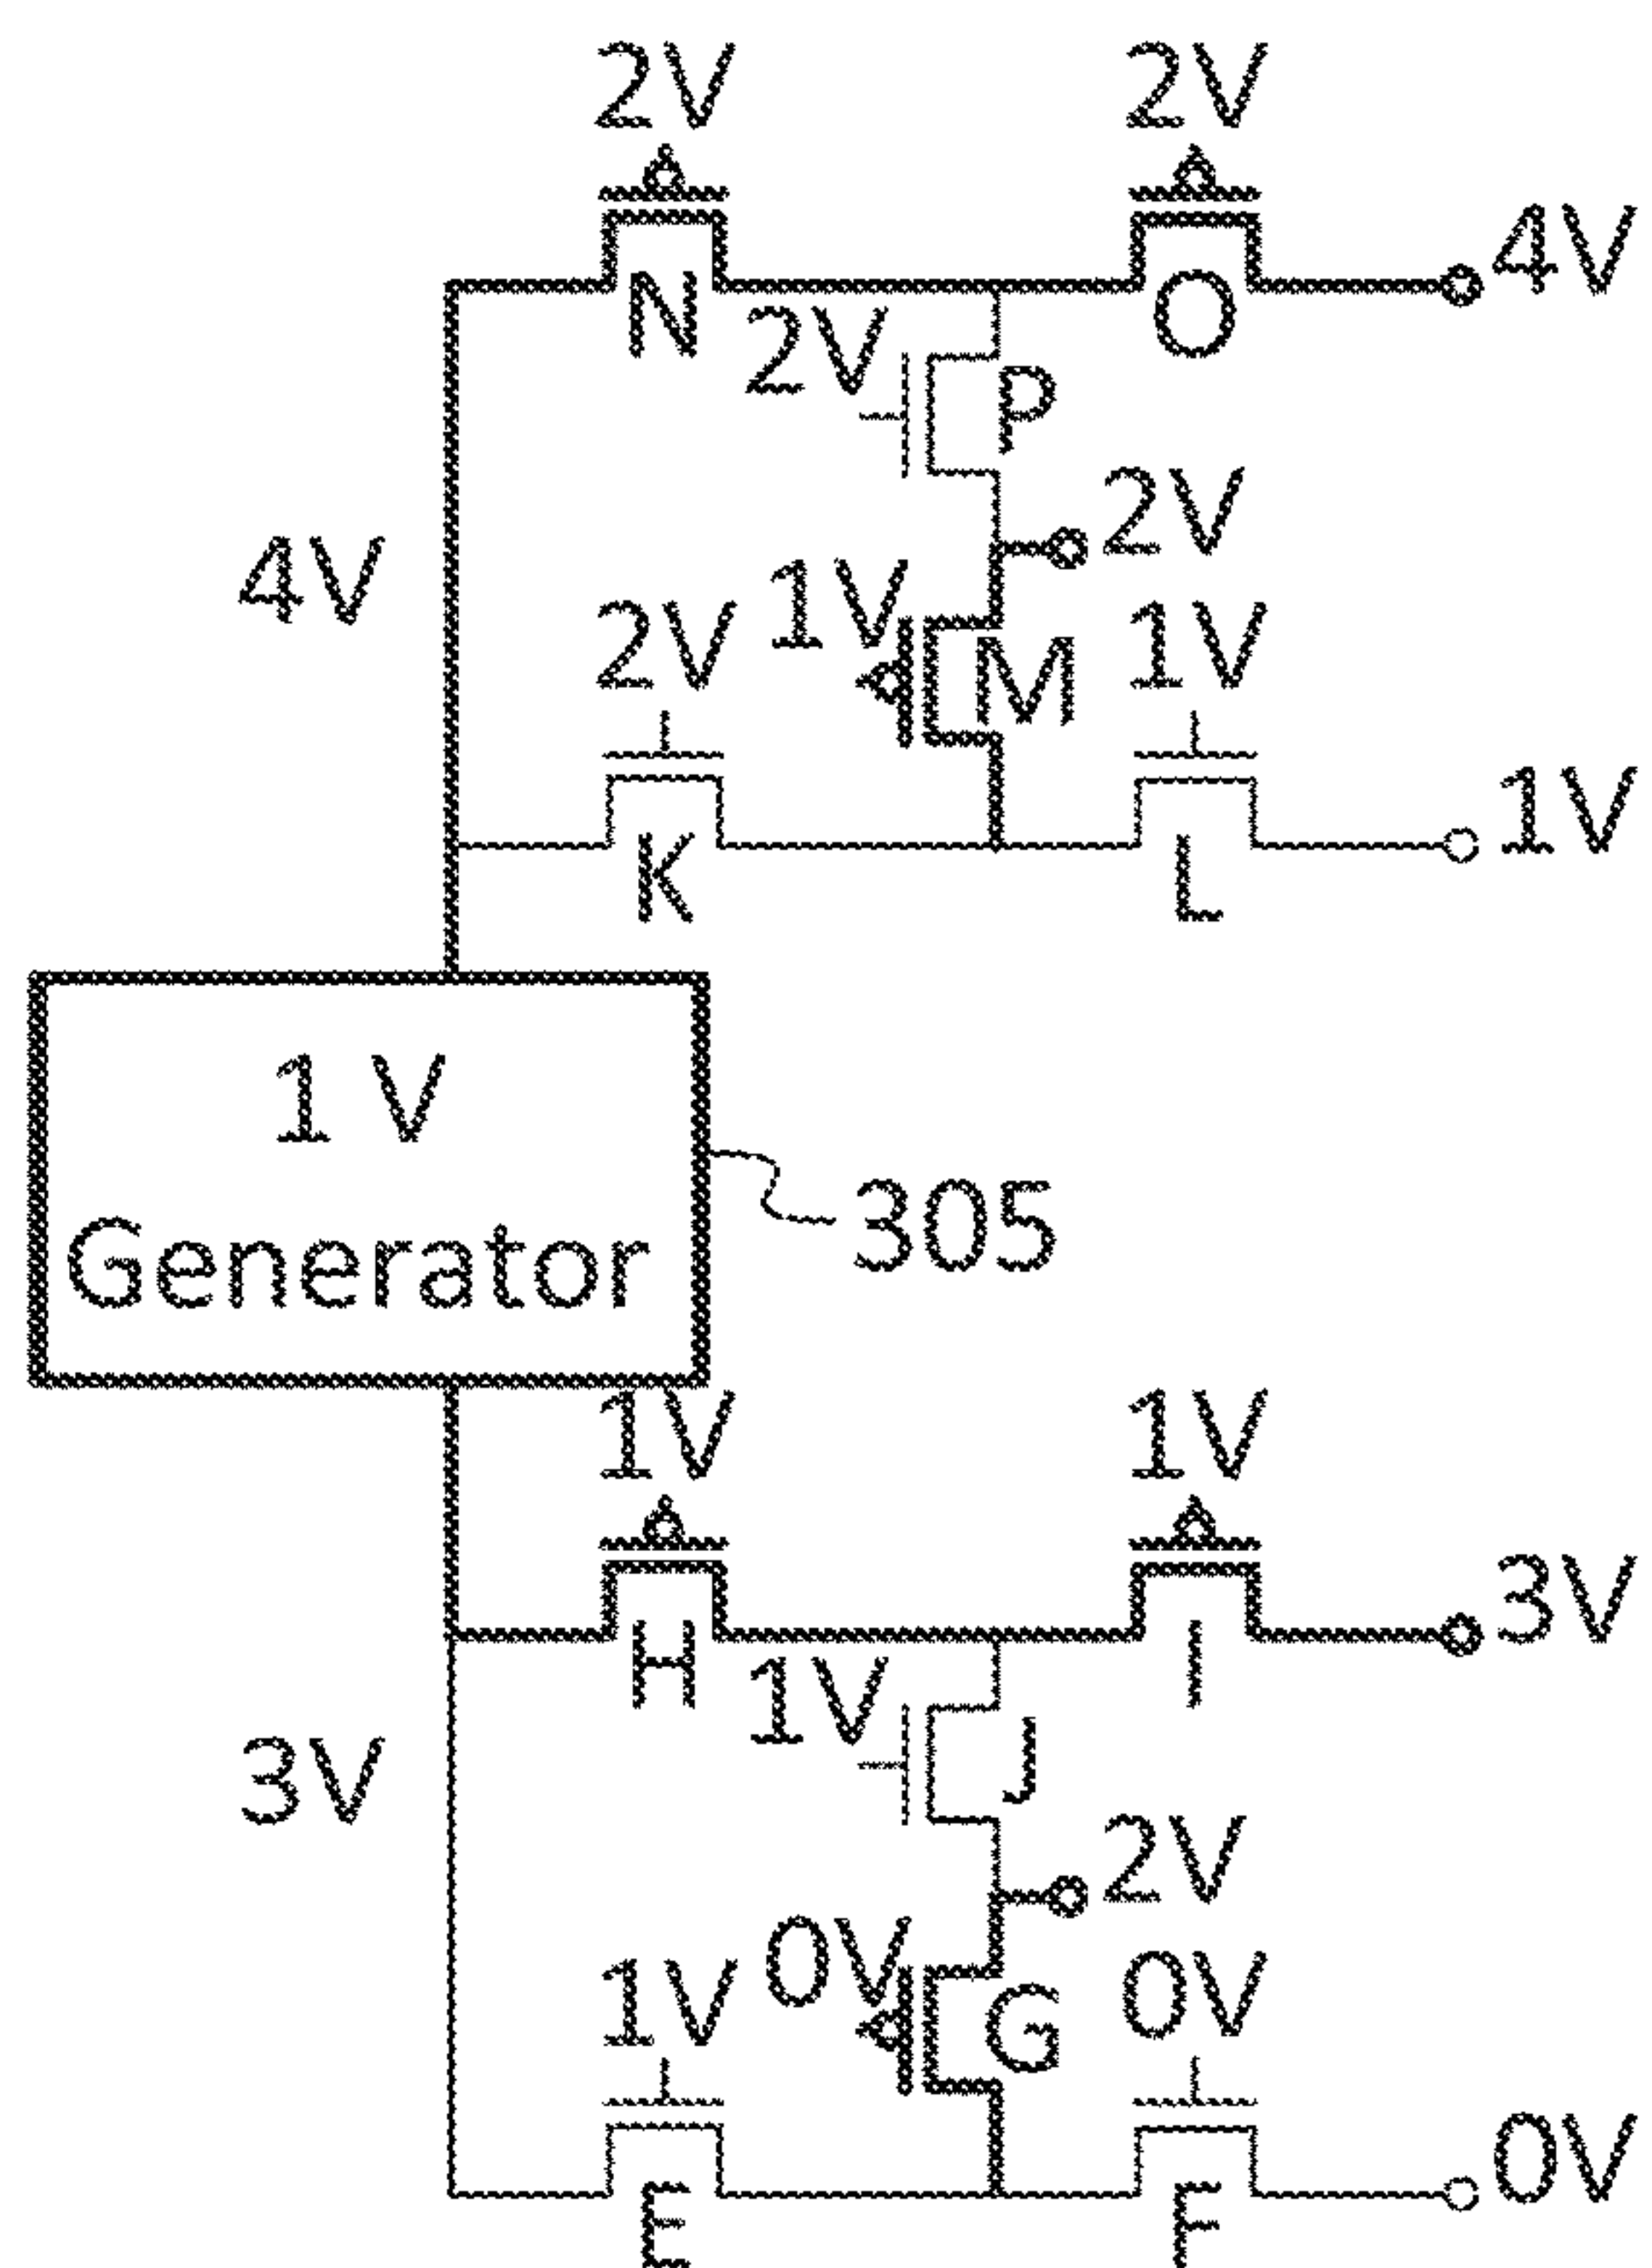 2V 2V
4V
N O
2V P
2V
4V 1V
2V M 1V
1V
K L
1 V
Generator
305
1V 1V
3V
H I
1V J
3V
2V
0V
1V G 0V
0V
E F